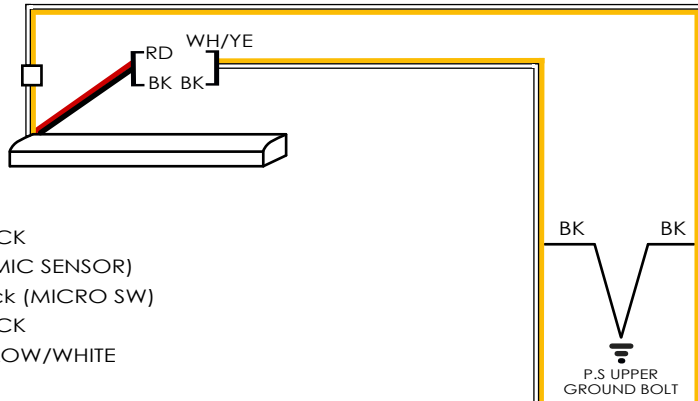 WH/YE
RD
BK BK
BK BK
CK
MIC SENSOR)
ck (MICRO SW)
CK
OW/WHITE
P.S UPPER
GROUND BOLT